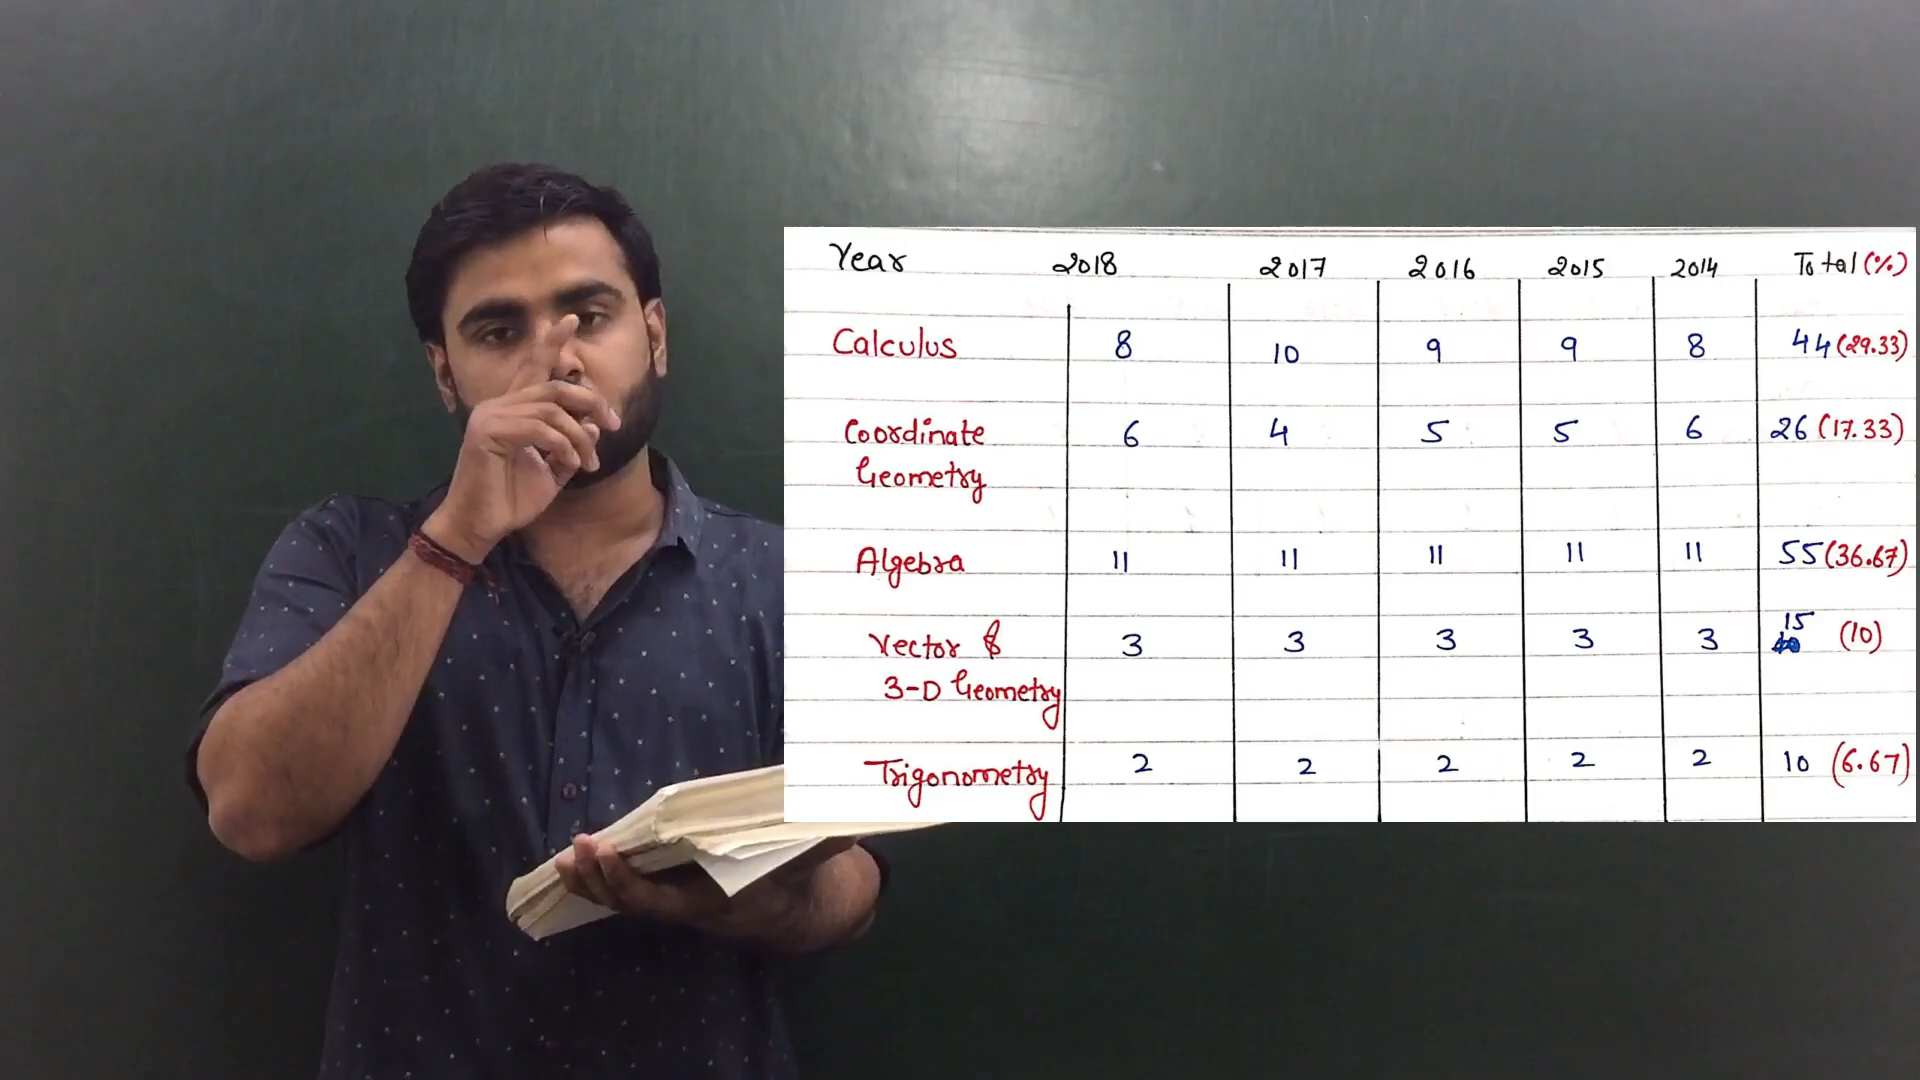 Year 2018 2017 2016 2015 2014 Total (%)
Calculus 8 10 9 9 8 44 (29.33)
Coordinate 6 4 5 5 6 26 (17.33)
Geometry
Algebra 11 11 11 11 11 55 (36.67)
Vector & 3 3 3 3 3 15 (10)
3-D Geometry
Trigonometry 2 2 2 2 2 10 (6.67)